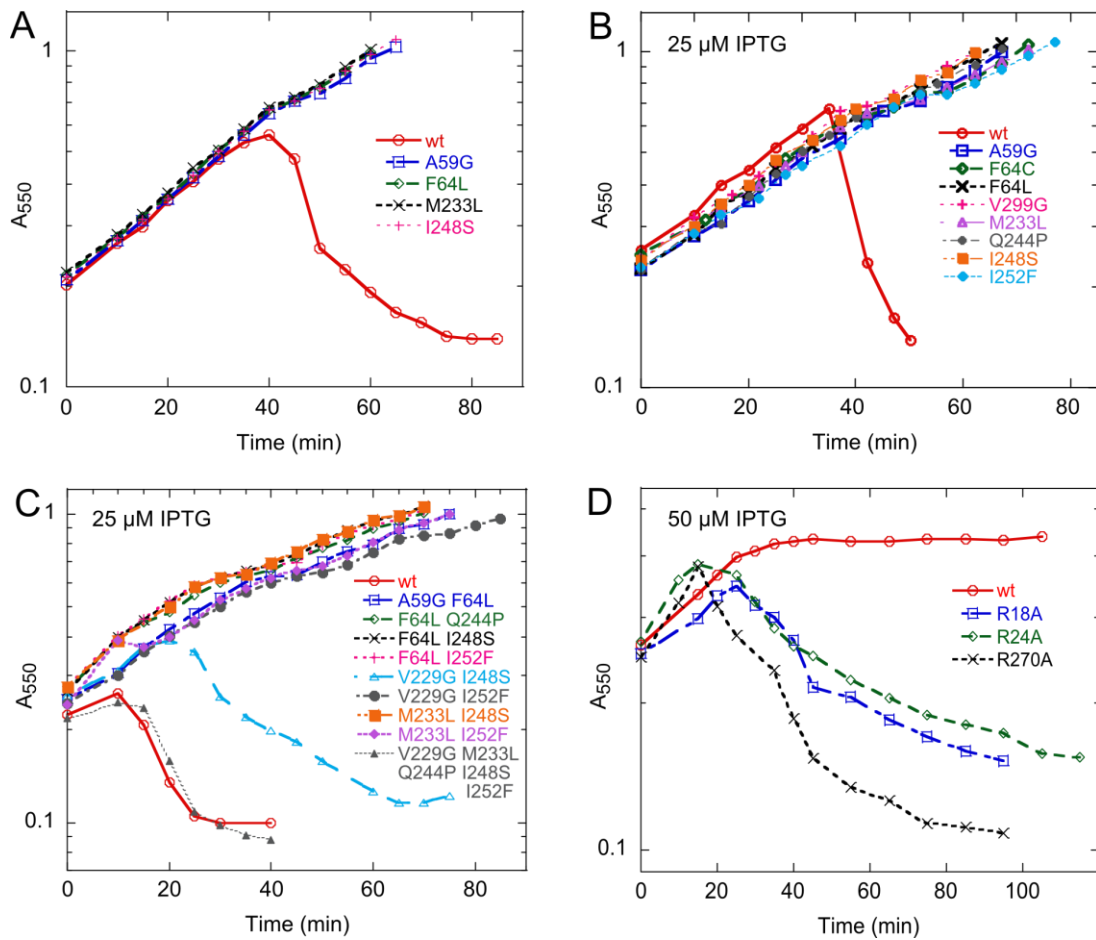 A
1
0.1
A550
0
20
40
60
80
Time (min)
wt
A59G
F64L
M233L
I248S
B
25 µM IPTG
1
0.1
A550
0
20
40
60
80
Time (min)
wt
A59G
F64C
F64L
V299G
M233L
Q244P
I248S
I252F
C
25 µM IPTG
1
0.1
A550
0
20
40
60
80
Time (min)
wt
A59G F64L
F64L Q244P
F64L I248S
F64L I252F
V229G I248S
V229G I252F
M233L I248S
M233L I252F
V229G M233L
Q244P I248S
I252F
D
50 µM IPTG
0.1
A550
0
20
40
60
80
100
Time (min)
wt
R18A
R24A
R270A